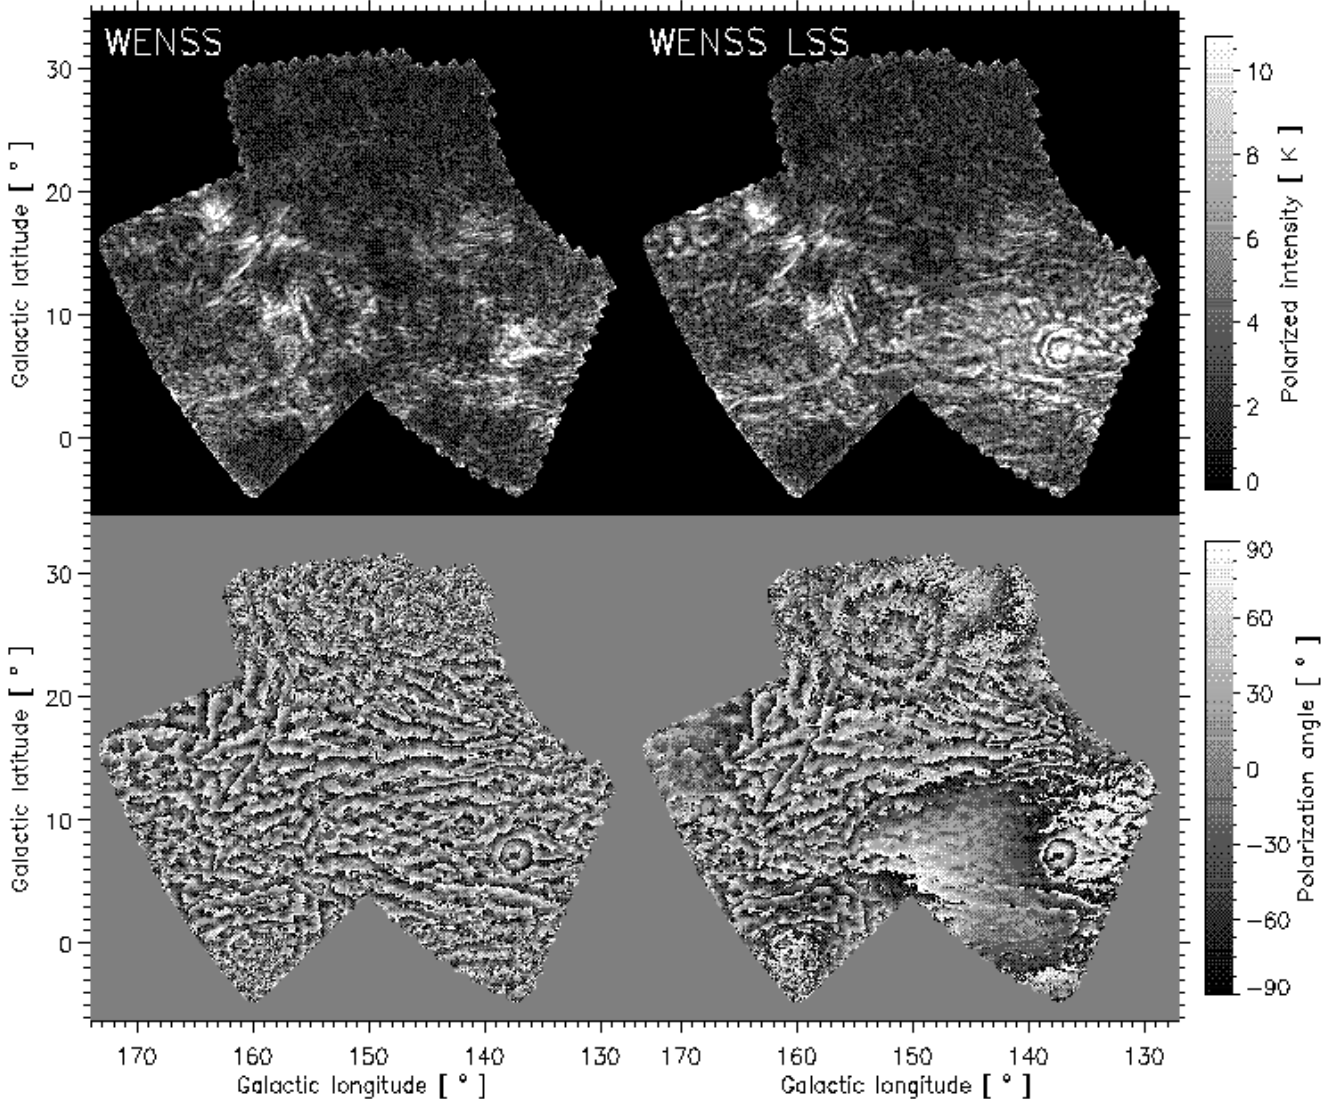 WENSS
WENSS LSS
30
20
10
0
Galactic latitude [ ° ]
10
8
6
4
2
0
Polarized intensity [ K ]
30
20
10
0
Galactic latitude [ ° ]
90
60
30
0
−30
−60
−90
Polarization angle [ ° ]
170 160 150 140 130 170 160 150 140 130
Galactic longitude [ ° ] Galactic longitude [ ° ]